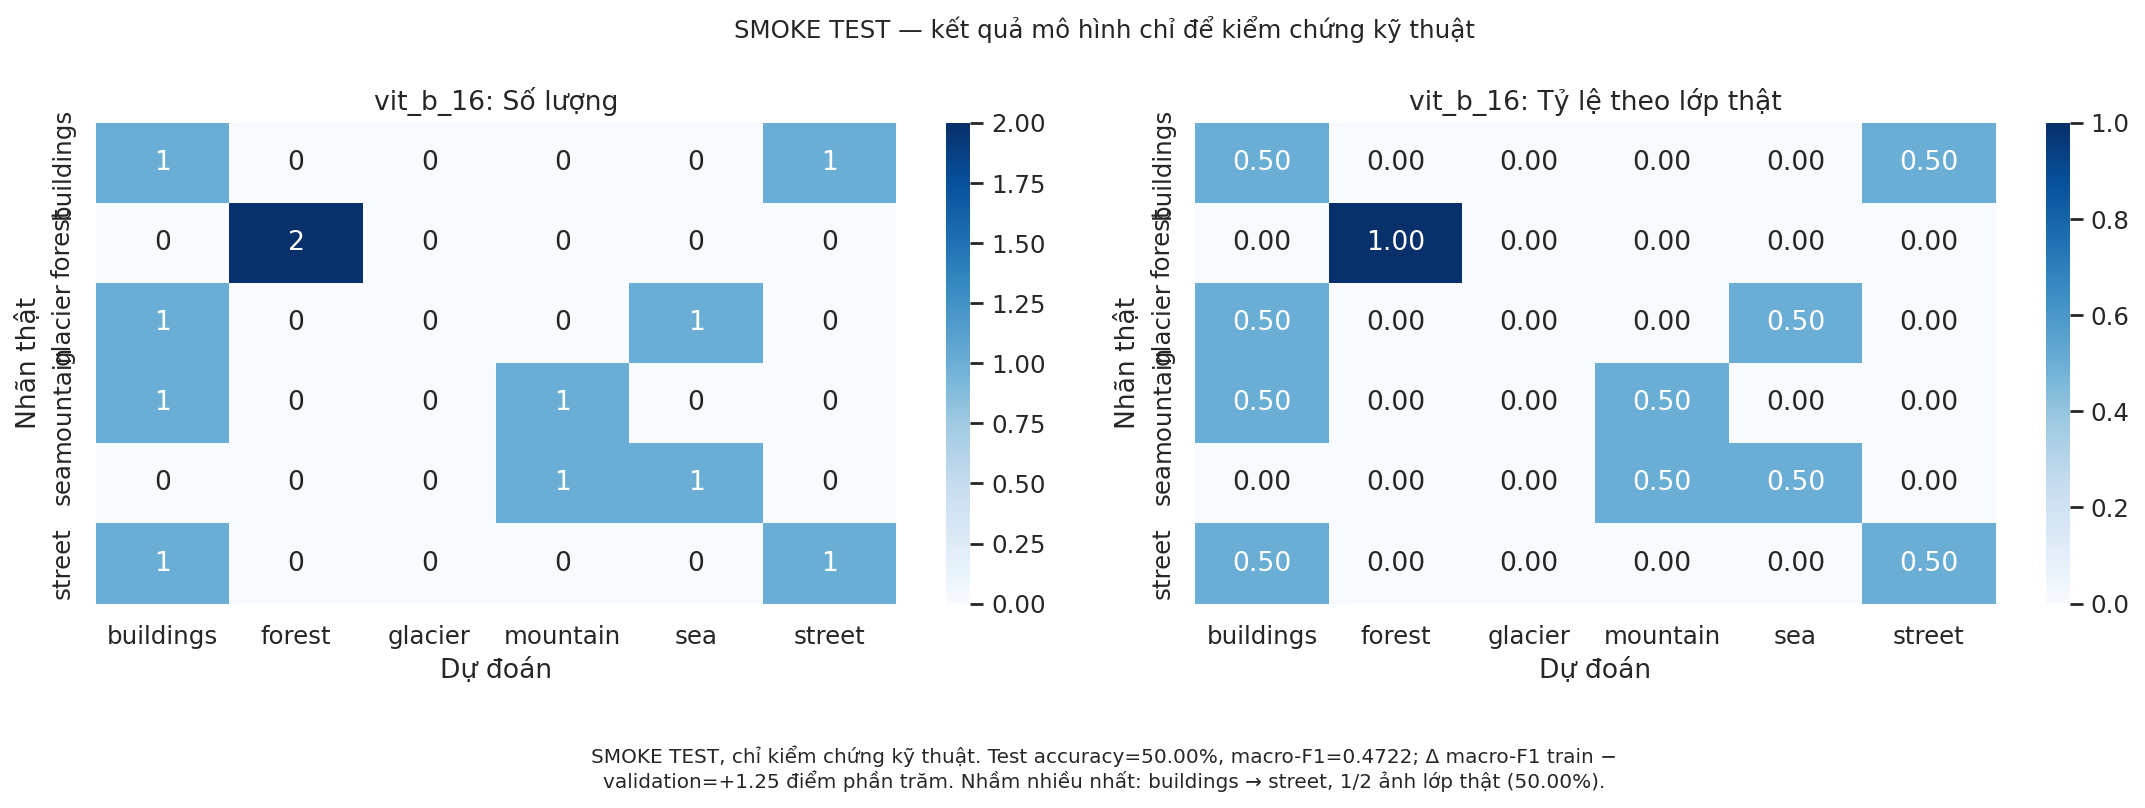 SMOKE TEST — kết quả mô hình chỉ để kiểm chứng kỹ thuật
vit_b_16: Số lượng
Nhãn thật
buildings
1 0 0 0 0 1
forest
0 2 0 0 0 0
glacier
1 0 0 0 1 0
mountain
1 0 0 1 0 0
sea
0 0 0 1 1 0
street
1 0 0 0 0 1
buildings forest glacier mountain sea street
Dự đoán
2.00
1.75
1.50
1.25
1.00
0.75
0.50
0.25
0.00
vit_b_16: Tỷ lệ theo lớp thật
Nhãn thật
buildings
0.50 0.00 0.00 0.00 0.00 0.50
forest
0.00 1.00 0.00 0.00 0.00 0.00
glacier
0.50 0.00 0.00 0.00 0.50 0.00
mountain
0.50 0.00 0.00 0.50 0.00 0.00
sea
0.00 0.00 0.00 0.50 0.50 0.00
street
0.50 0.00 0.00 0.00 0.00 0.50
buildings forest glacier mountain sea street
Dự đoán
1.0
0.8
0.6
0.4
0.2
0.0
SMOKE TEST, chỉ kiểm chứng kỹ thuật. Test accuracy=50.00%, macro-F1=0.4722; Δ macro-F1 train −
validation=+1.25 điểm phần trăm. Nhầm nhiều nhất: buildings → street, 1/2 ảnh lớp thật (50.00%).